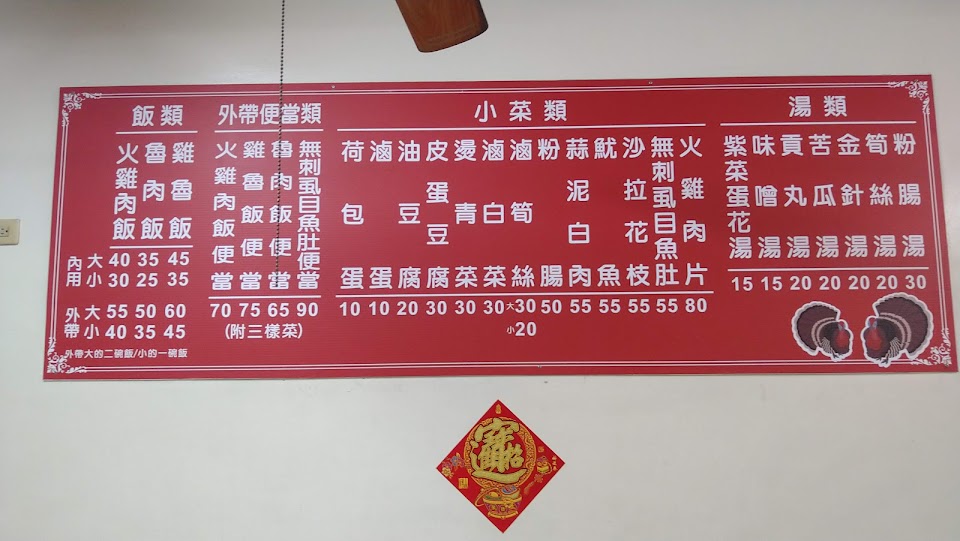 飯類
火雞肉飯
魯肉飯
雞魯飯
內用
大 40 35 45
小 30 25 35
外帶
大 55 50 60
小 40 35 45
外帶大的二碗飯/小的一碗飯
外帶便當類
火雞肉飯便當
雞魯飯便當
魯肉飯便當
無刺虱目魚肚便當
70 75 65 90
(附三樣菜)
小菜類
荷包蛋
滷蛋
油豆腐
皮蛋豆腐
燙青菜
滷白菜
滷筍絲
粉腸
蒜泥白肉
魷魚
沙拉花枝
無刺虱目魚肚
火雞肉片
10 10 20 30 30 30 大30 50 55 55 55 55 80
小20
湯類
紫菜蛋花湯
味噌湯
貢丸湯
苦瓜湯
金針湯
筍絲湯
粉腸湯
15 15 20 20 20 20 30
招財進寶